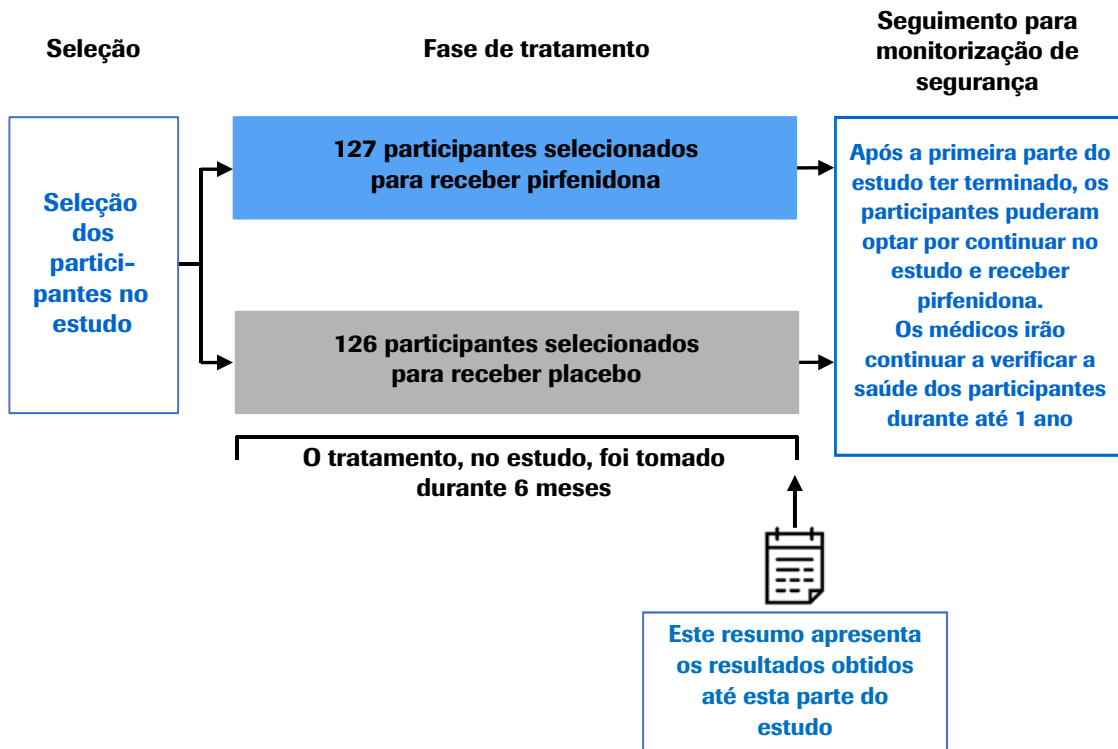 Seleção
Fase de tratamento
Seguimento para
monitorização de
segurança
Seleção
dos
partici-
pantes no
estudo
127 participantes selecionados
para receber pirfenidona
126 participantes selecionados
para receber placebo
Após a primeira parte do
estudo ter terminado, os
participantes puderam
optar por continuar no
estudo e receber
pirfenidona.
Os médicos irão
continuar a verificar a
saúde dos participantes
durante até 1 ano
O tratamento, no estudo, foi tomado
durante 6 meses
Este resumo apresenta
os resultados obtidos
até esta parte do
estudo